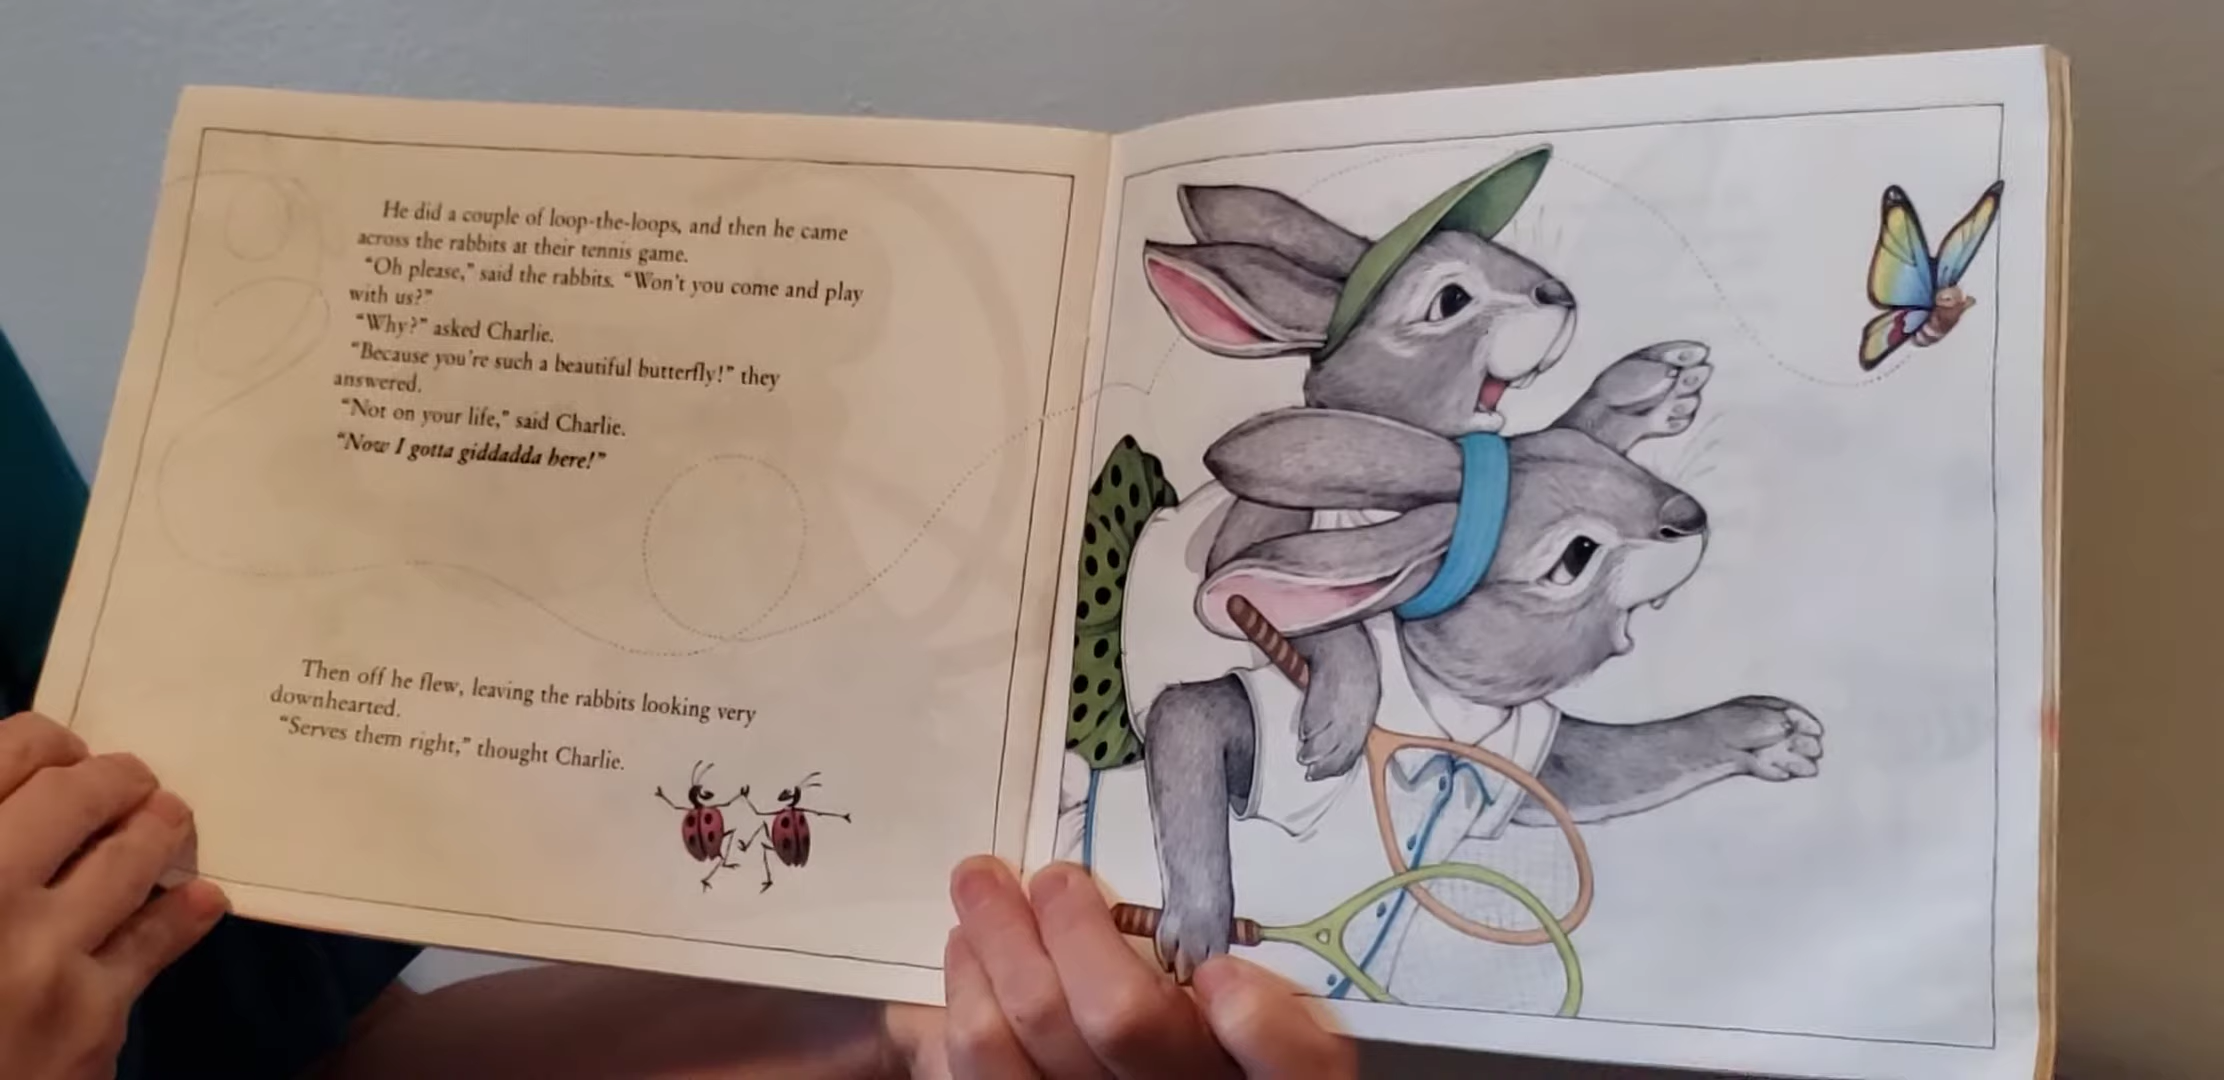 He did a couple of loop-the-loops, and then he came
across the rabbits at their tennis game.
“Oh please,” said the rabbits. “Won’t you come and play
with us?”
“Why?” asked Charlie.
“Because you’re such a beautiful butterfly!” they
answered.
“Not on your life,” said Charlie.
“Now I gotta giddadda here!”
Then off he flew, leaving the rabbits looking very
downhearted.
“Serves them right,” thought Charlie.